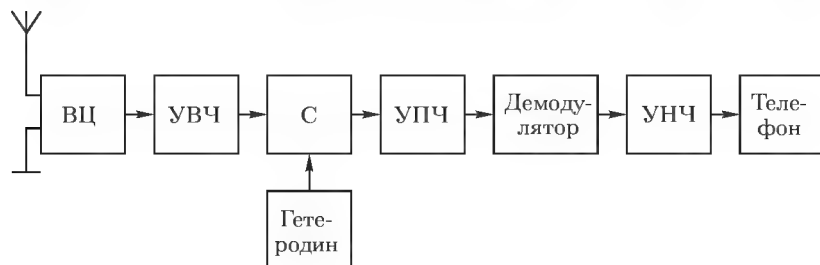 ВЦ
УВЧ
С
УПЧ
Демоду-
лятор
УНЧ
Теле-
фон
Гете-
родин